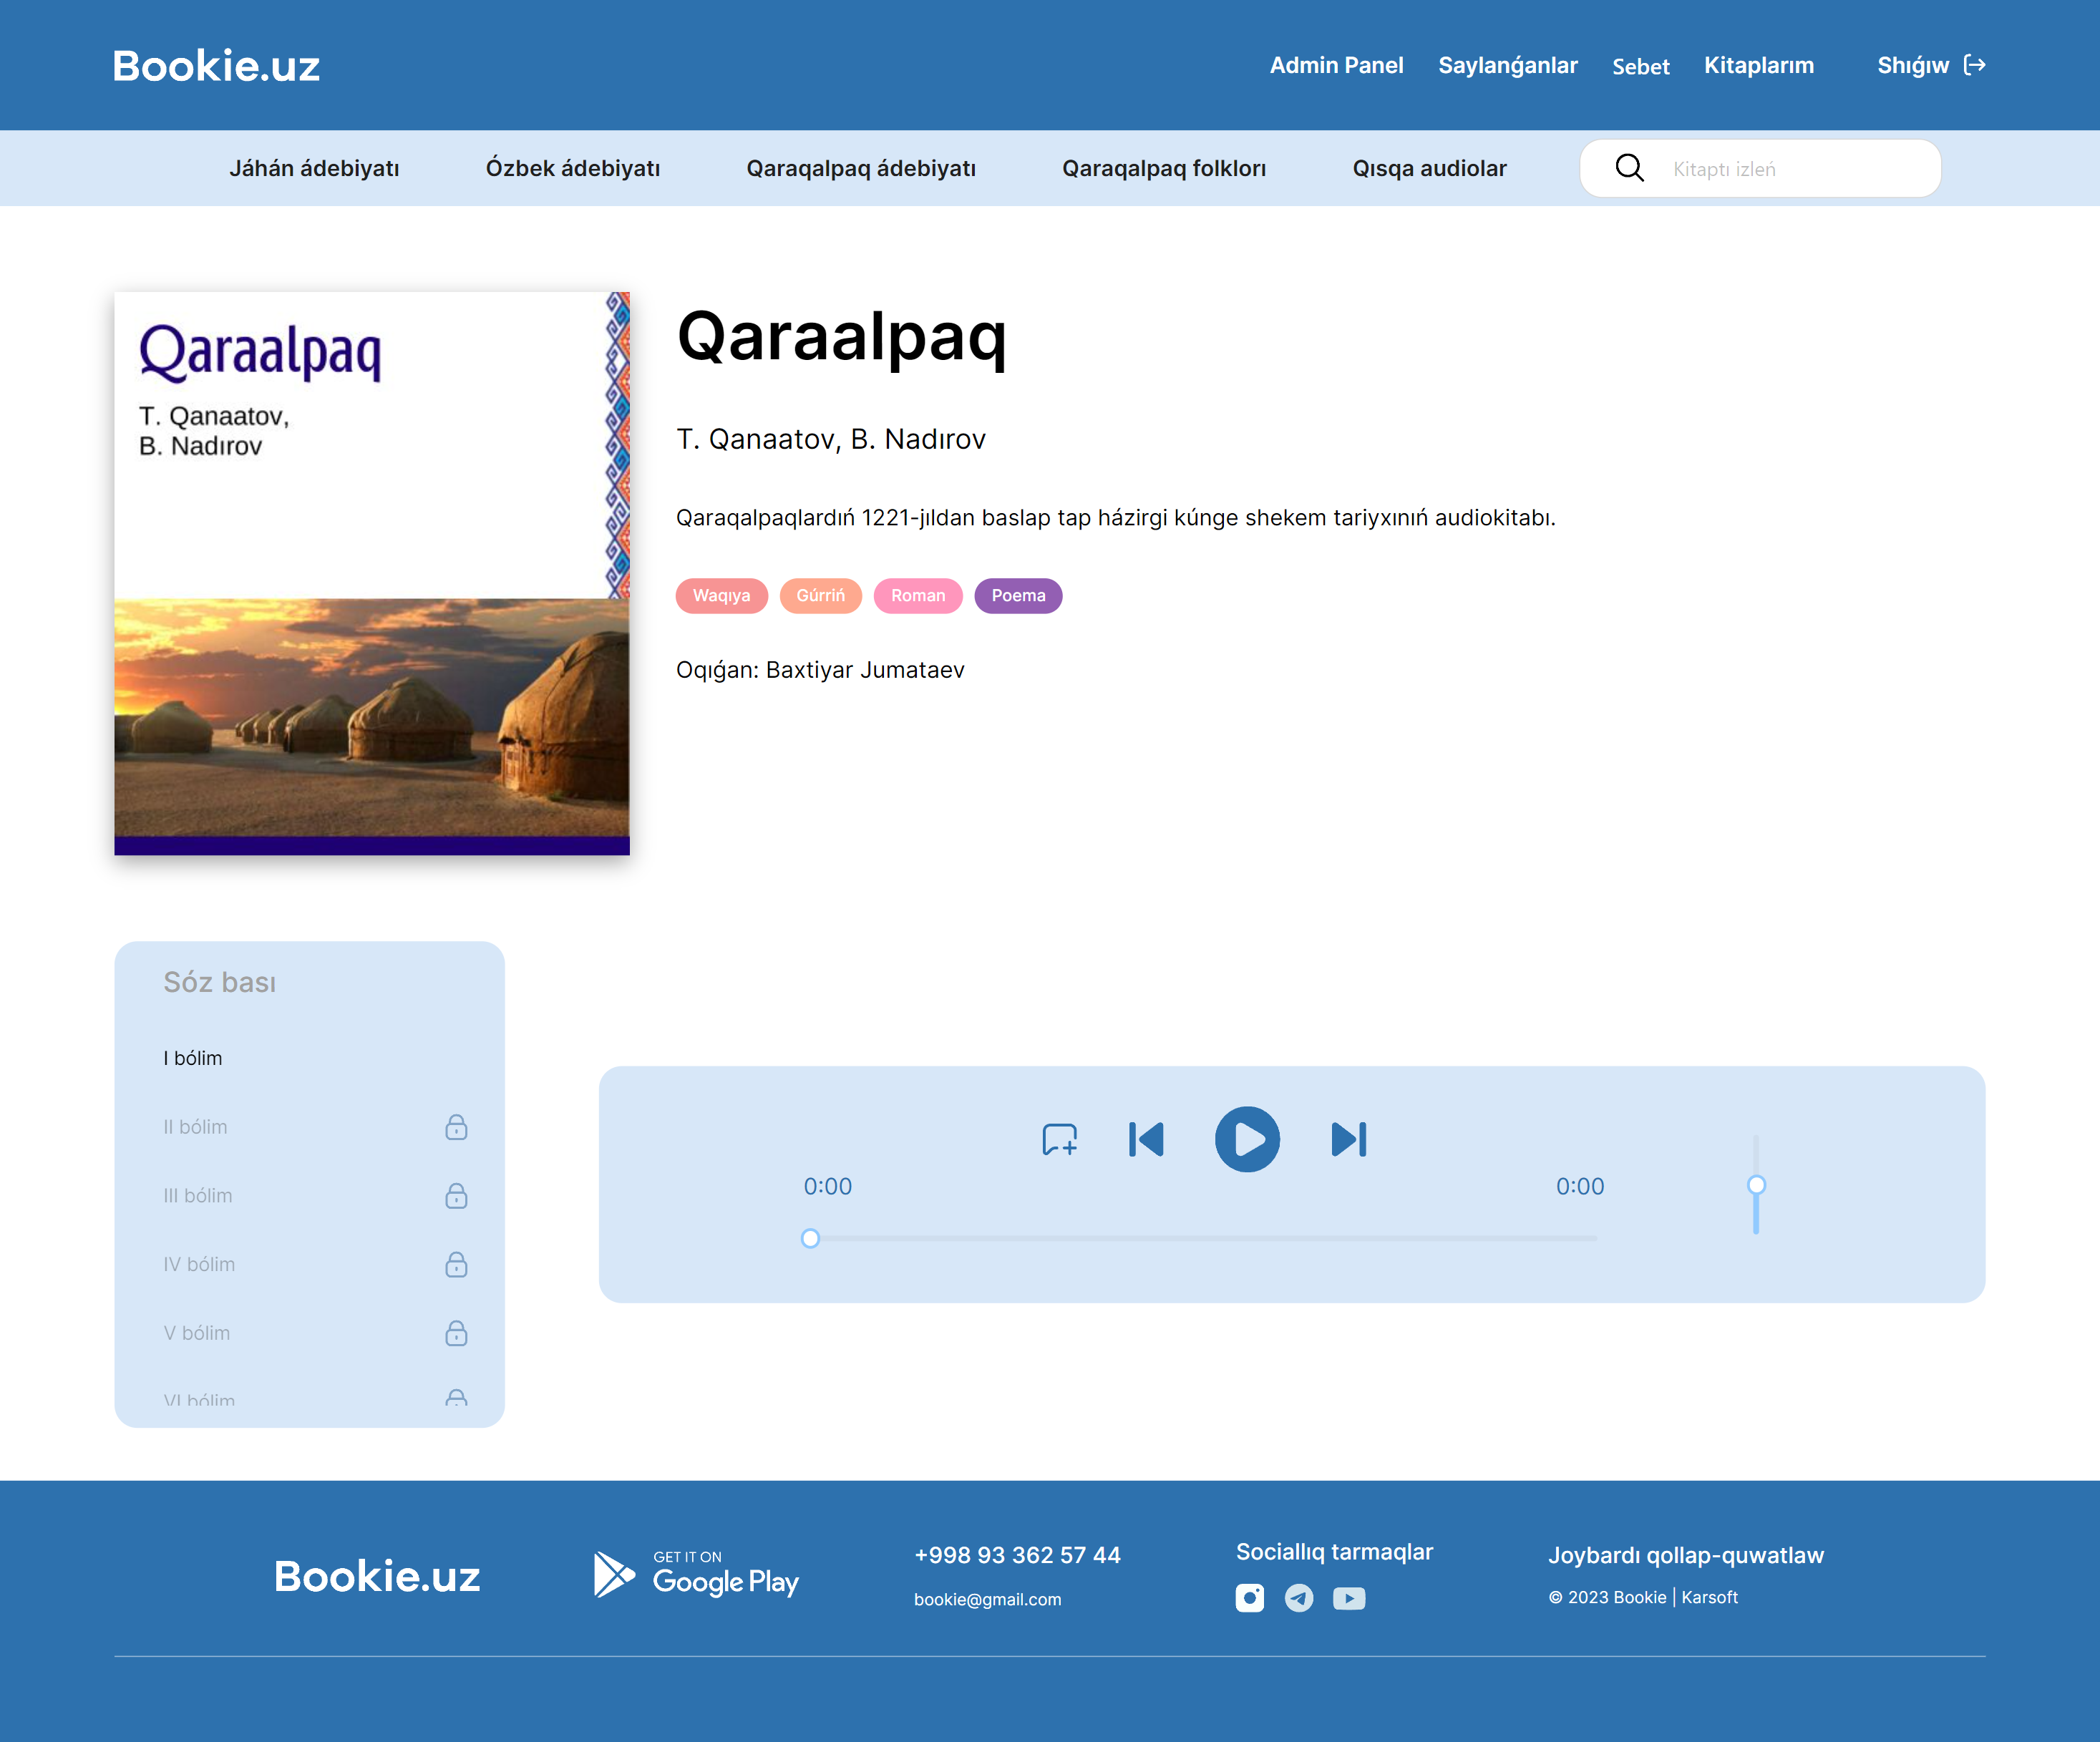 Bookie.uz
Admin Panel
Saylanǵanlar
Sebet
Kitaplarım
Shıǵıw
Jáhán ádebiyatı
Ózbek ádebiyatı
Qaraqalpaq ádebiyatı
Qaraqalpaq folklorı
Qısqa audiolar
Kitaptı izleń
Qaraalpaq
T. Qanaatov,
B. Nadırov
Qaraalpaq
T. Qanaatov, B. Nadırov
Qaraqalpaqlardıń 1221-jıldan baslap tap házirgi kúnge shekem tariyxınıń audiokitabı.
Waqıya
Gúrriń
Roman
Poema
Oqıǵan: Baxtiyar Jumataev
Sóz bası
I bólim
II bólim
III bólim
IV bólim
V bólim
VI bólim
0:00
0:00
Bookie.uz
GET IT ON
Google Play
+998 93 362 57 44
bookie@gmail.com
Sociallıq tarmaqlar
Joybardı qollap-quwatlaw
© 2023 Bookie | Karsoft